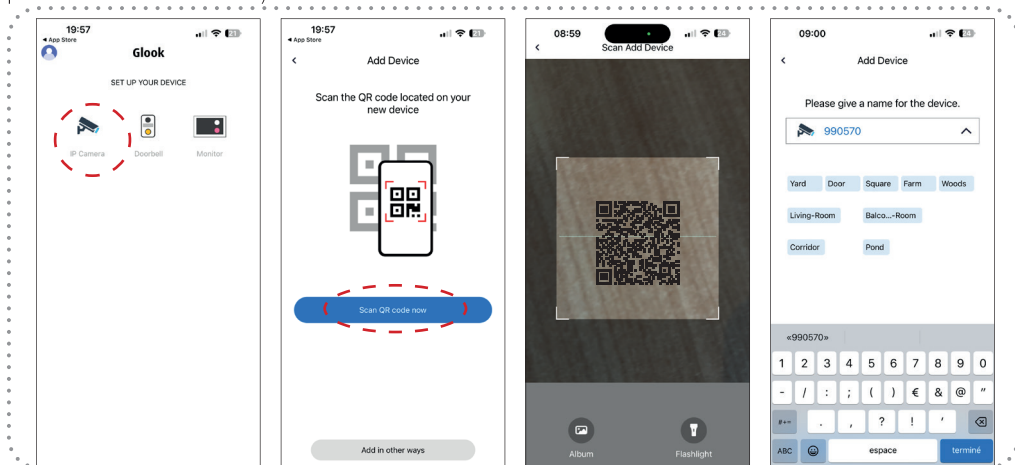 19:57
◀ App Store
21
Glook
SET UP YOUR DEVICE
IP Camera
Doorbell
Monitor
19:57
◀ App Store
21
Add Device
Scan the QR code located on your
new device
Scan QR code now
Add in other ways
08:59
24
Scan Add Device
Album
Flashlight
09:00
24
Add Device
Please give a name for the device.
990570
Yard Door Square Farm Woods
Living-Room Balco...-Room
Corridor Pond
«990570»
1 2 3 4 5 6 7 8 9 0
- / : ; ( ) € & @ "
#+= . , ? ! '
ABC espace terminé